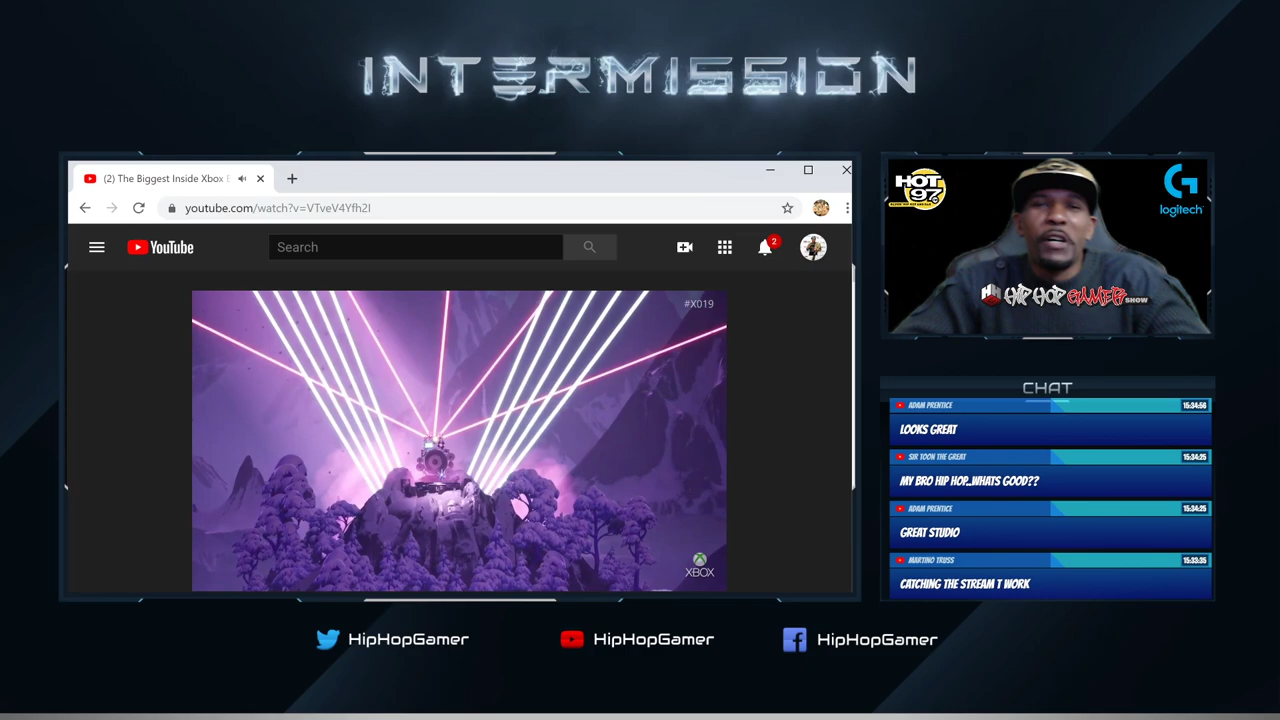 INTERMISSION
(2) The Biggest Inside Xbox E
youtube.com/watch?v=VTveV4Yfh2I
YouTube
Search
2
#X019
XBOX
HOT
97
logitech
HIP HOP GAMER SHOW
CHAT
ADAM PRENTICE 15:34:56
LOOKS GREAT
SIR TOON THE GREAT 15:34:25
MY BRO HIP HOP..WHATS GOOD??
ADAM PRENTICE 15:34:25
GREAT STUDIO
MARTINO TRUSS 15:33:35
CATCHING THE STREAM T WORK
HipHopGamer
HipHopGamer
HipHopGamer